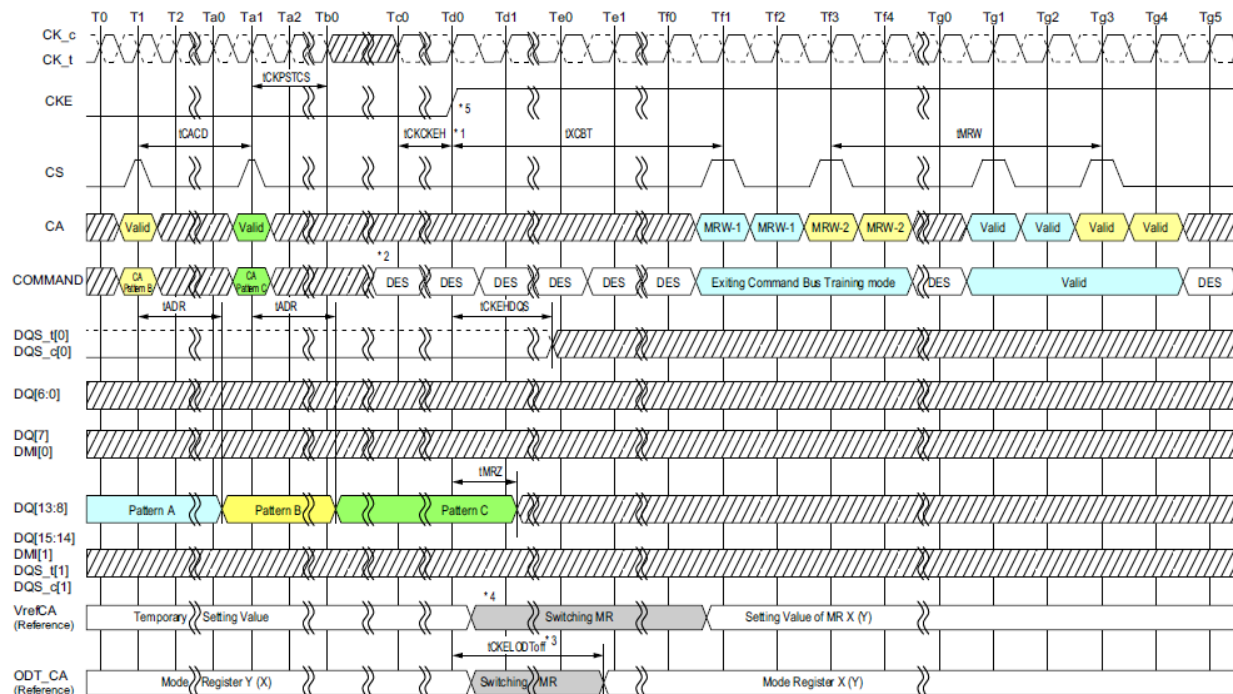 T0 T1 T2 Ta0 Ta1 Ta2 Tb0 Tc0 Td0 Td1 Te0 Te1 Tf0 Tf1 Tf2 Tf3 Tf4 Tg0 Tg1 Tg2 Tg3 Tg4 Tg5
CK_c
CK_t
tCKPSTCS
CKE
* 5
tCACD tCKCKEH * 1 tXCBT tMRW
CS
CA Valid Valid MRW-1 MRW-1 MRW-2 MRW-2 Valid Valid Valid Valid
* 2
COMMAND CA Pattern B CA Pattern C DES DES DES DES DES DES Exiting Command Bus Training mode DES Valid DES
tADR tADR tCKEHDQS
DQS_t[0]
DQS_c[0]
DQ[6:0]
DQ[7]
DMI[0]
tMRZ
DQ[13:8] Pattern A Pattern B Pattern C
DQ[15:14]
DMI[1]
DQS_t[1]
DQS_c[1]
* 4
VrefCA Temporary Setting Value Switching MR Setting Value of MR X (Y)
(Reference)
tCKELODToff * 3
ODT_CA Mode Register Y (X) Switching MR Mode Register X (Y)
(Reference)